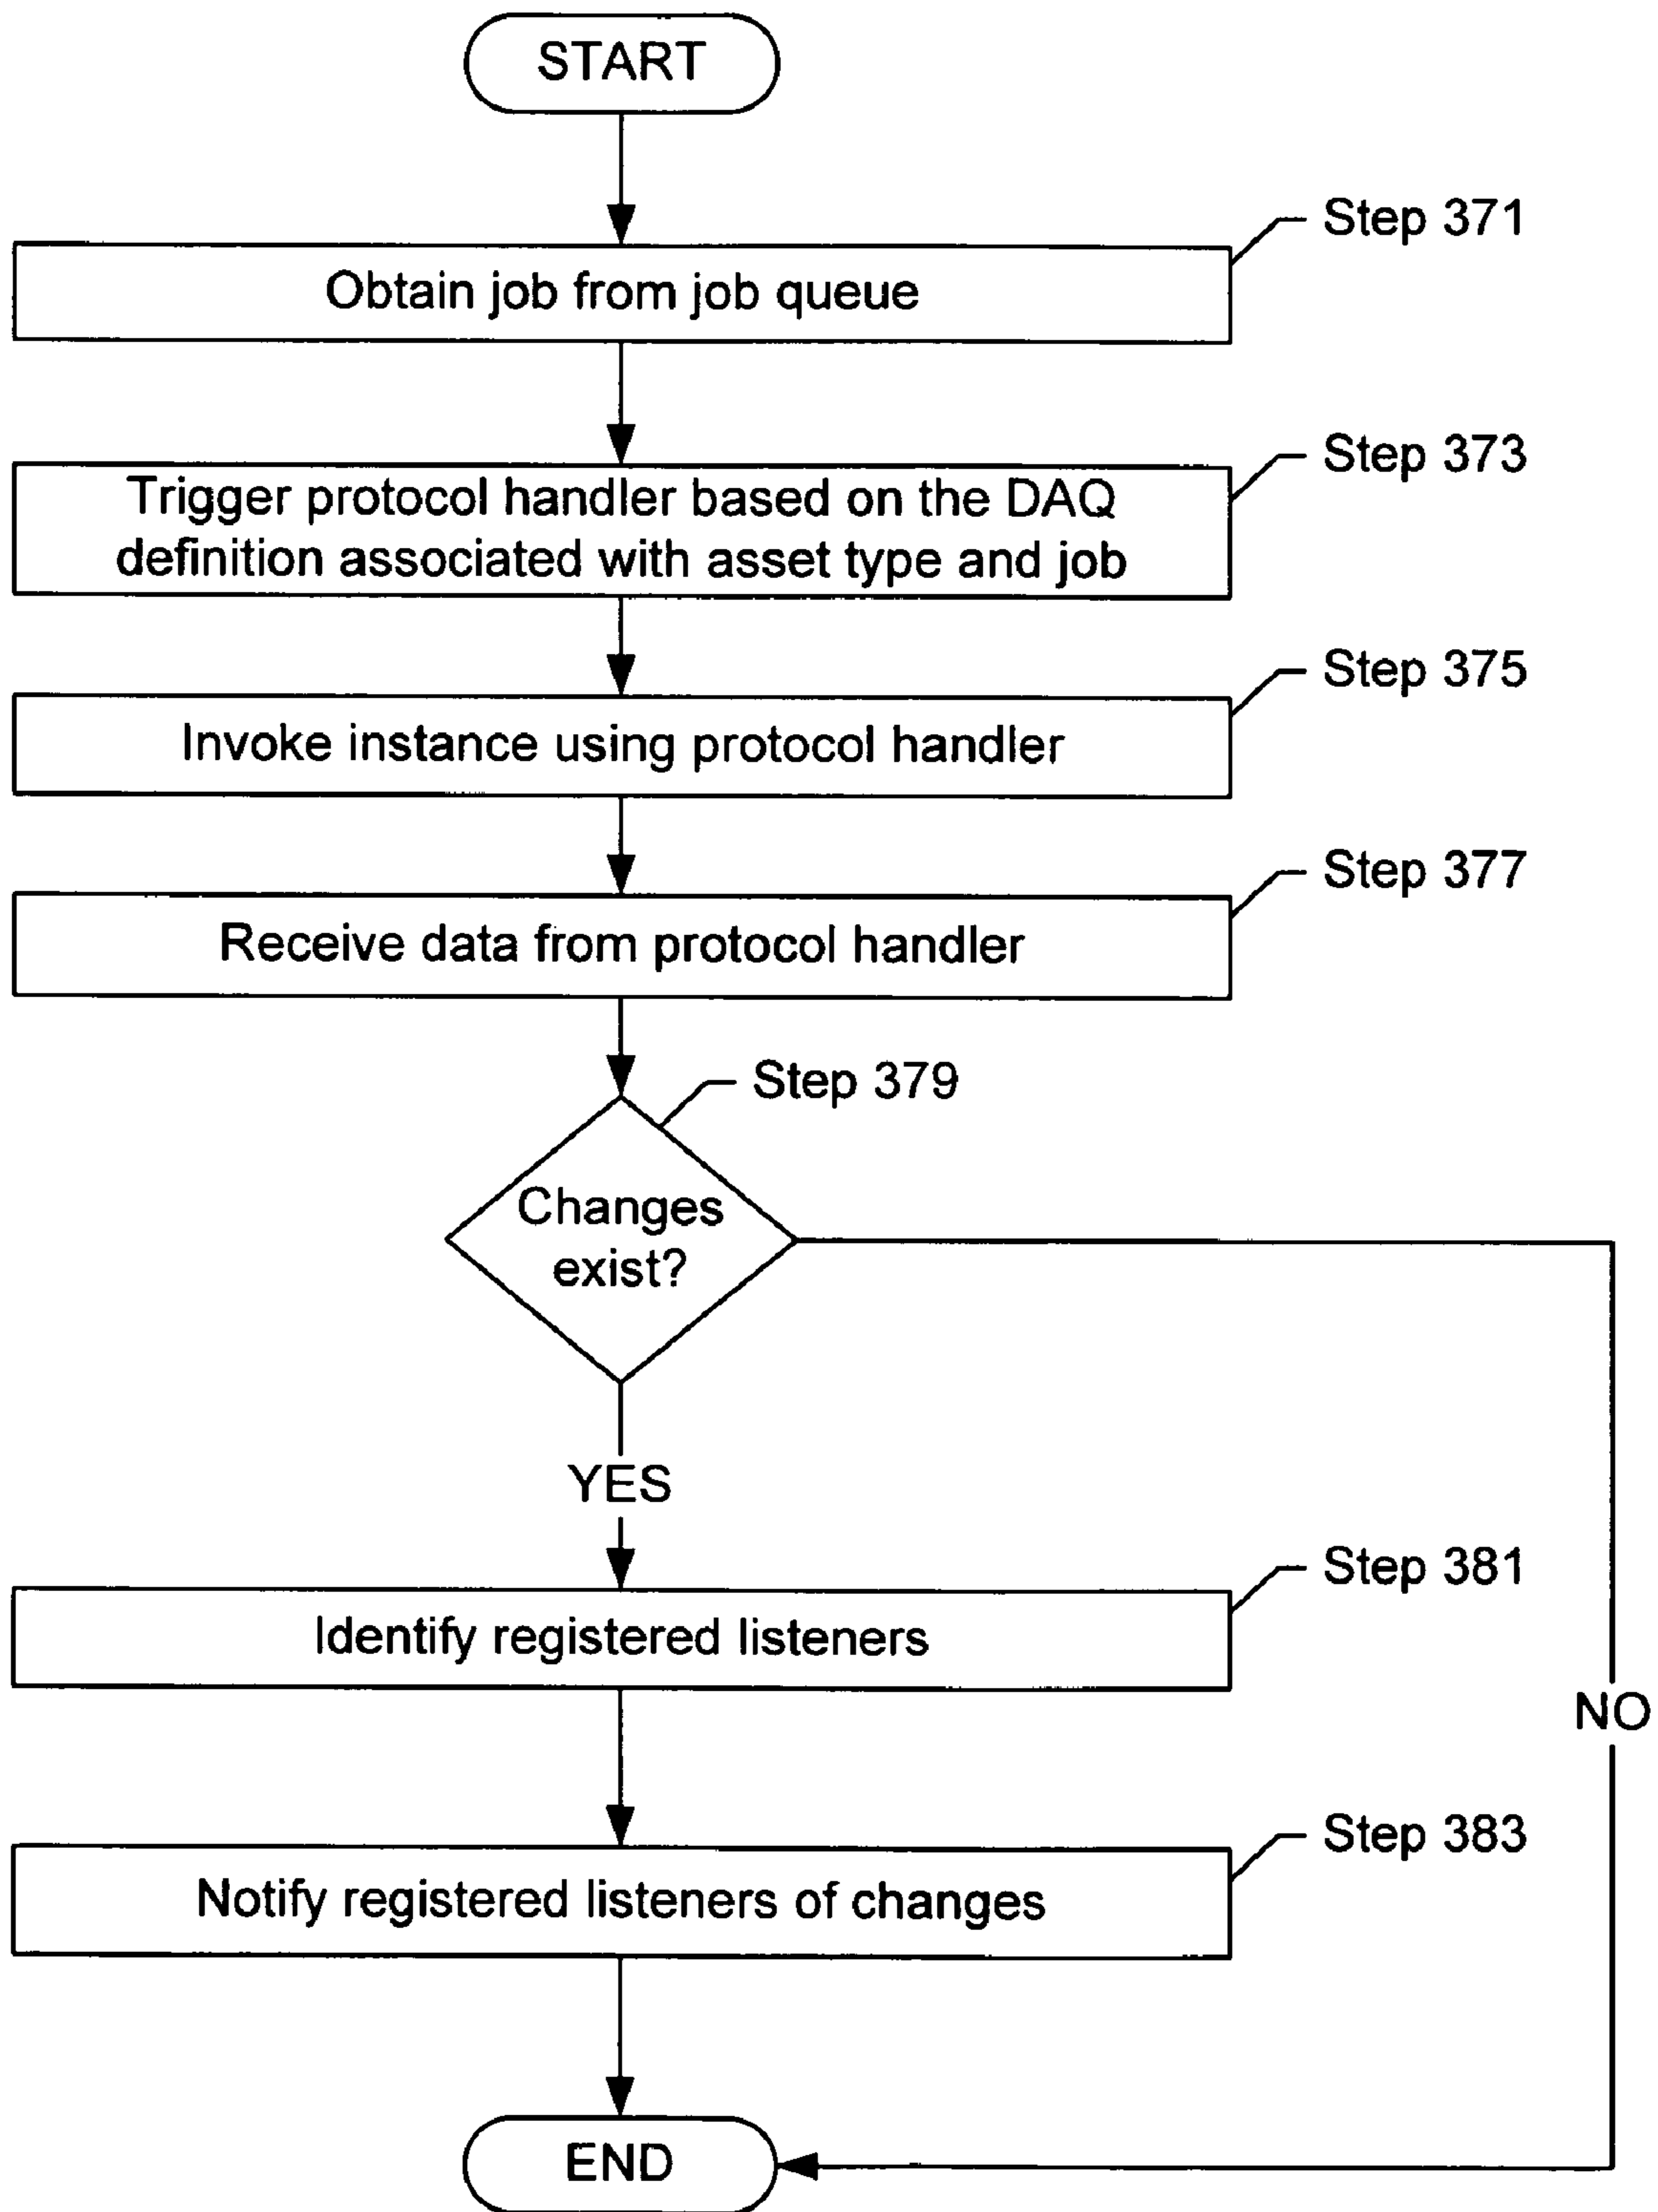 START
Step 371
Obtain job from job queue
Step 373
Trigger protocol handler based on the DAQ
definition associated with asset type and job
Step 375
Invoke instance using protocol handler
Step 377
Receive data from protocol handler
Step 379
Changes
exist?
YES
Step 381
Identify registered listeners
NO
Step 383
Notify registered listeners of changes
END